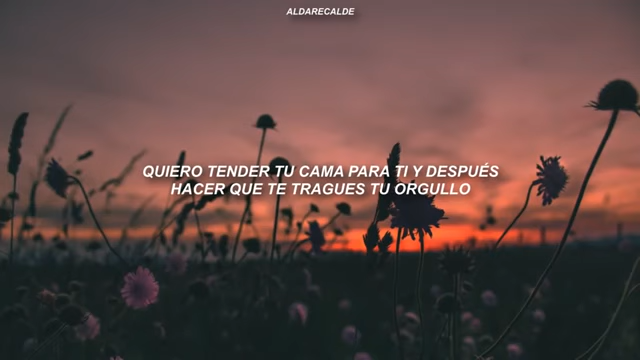 ALDARECALDE
QUIERO TENDER TU CAMA PARA TI Y DESPUÉS
HACER QUE TE TRAGUES TU ORGULLO